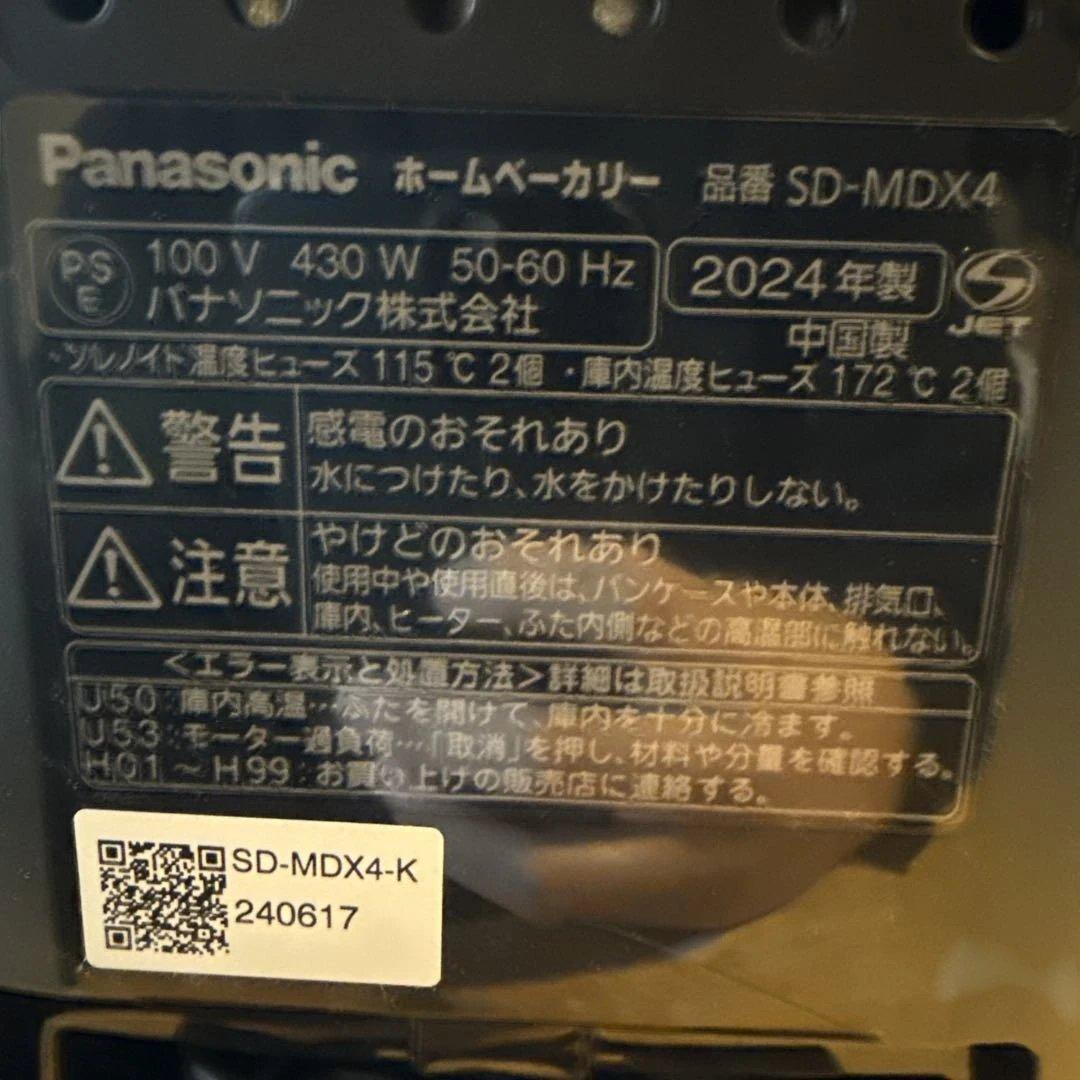 Panasonic ホームベーカリー 品番 SD-MDX4
PS E 100 V 430 W 50-60 Hz 2024年製
パナソニック株式会社
中国製 JET
・ソレノイド温度ヒューズ 115℃ 2個 ・庫内温度ヒューズ 172℃ 2個
警告 感電のおそれあり
水につけたり、水をかけたりしない。
注意 やけどのおそれあり
使用中や使用直後は、パンケースや本体、排気口、
庫内、ヒーター、ふた内側などの高温部に触れない。
<エラー表示と処置方法>詳細は取扱説明書参照
U50:庫内高温…ふたを開けて、庫内を十分に冷ます。
U53:モーター過負荷…「取消」を押し、材料や分量を確認する。
H01～H99:お買い上げの販売店に連絡する。
SD-MDX4-K
240617